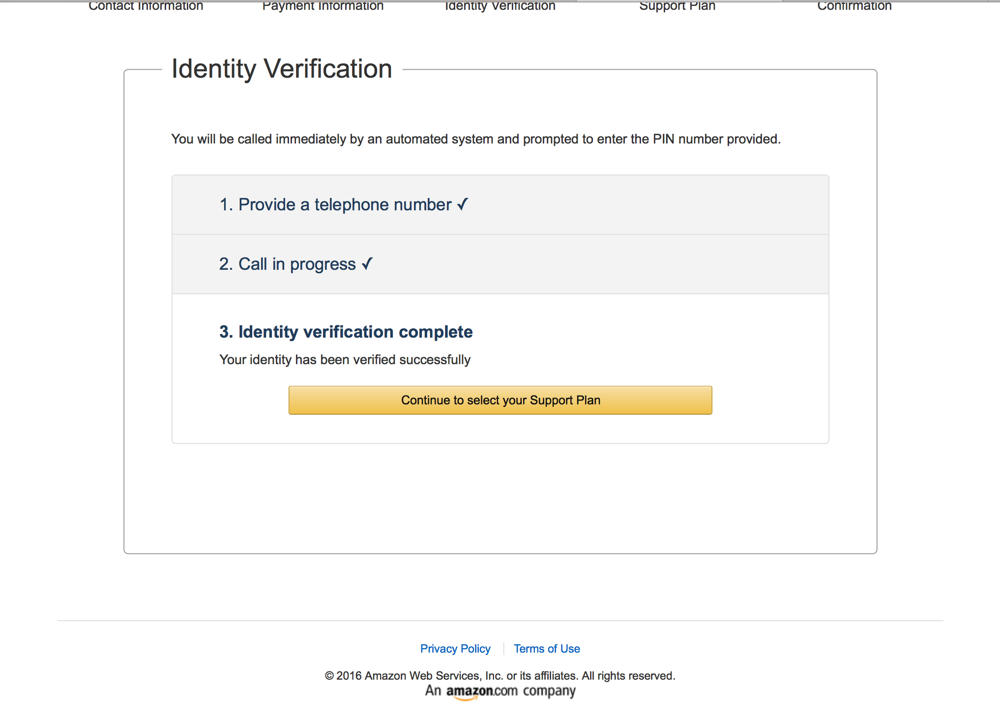 Contact Information Payment Information Identity Verification Support Plan Confirmation
Identity Verification
You will be called immediately by an automated system and prompted to enter the PIN number provided.
1. Provide a telephone number ✓
2. Call in progress ✓
3. Identity verification complete
Your identity has been verified successfully
Continue to select your Support Plan
Privacy Policy Terms of Use
© 2016 Amazon Web Services, Inc. or its affiliates. All rights reserved.
An amazon.com company